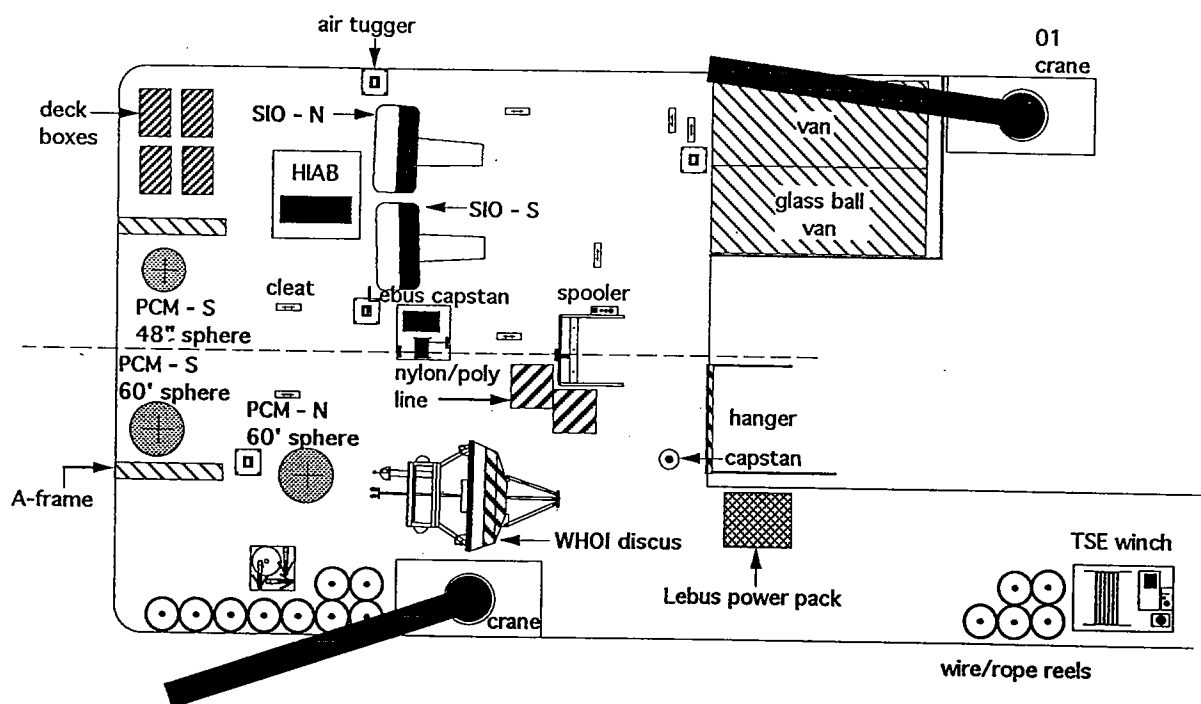 air tugger
01
crane
deck
boxes
SIO - N
van
HIAB
glass ball
van
SIO - S
cleat
Lebus capstan
spooler
PCM - S
48" sphere
PCM - S
60' sphere
nylon/poly
line
PCM - N
60' sphere
hanger
capstan
A-frame
WHOI discus
TSE winch
Lebus power pack
crane
wire/rope reels